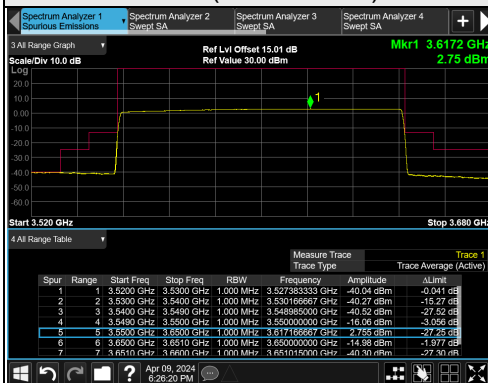 Spectrum Analyzer 1
Spurious Emissions
Spectrum Analyzer 2
Swept SA
Spectrum Analyzer 3
Swept SA
Spectrum Analyzer 4
Swept SA
3 All Range Graph
Scale/Div 10.0 dB
Ref Lvl Offset 15.01 dB
Ref Value 30.00 dBm
Mkr1 3.6172 GHz
2.75 dBm
Log
20.0
10.0
0.00
-10.0
-20.0
-30.0
-40.0
-50.0
-60.0
1
Start 3.520 GHz
Stop 3.680 GHz
4 All Range Table
Measure Trace Trace 1
Trace Type Trace Average (Active)
Spur Range Start Freq Stop Freq RBW Frequency Amplitude ΔLimit
1 1 3.5200 GHz 3.5300 GHz 1.000 MHz 3.527383333 GHz -40.04 dBm -0.041 dB
2 2 3.5300 GHz 3.5400 GHz 1.000 MHz 3.530166667 GHz -40.27 dBm -15.27 dB
3 3 3.5400 GHz 3.5490 GHz 1.000 MHz 3.548985000 GHz -40.52 dBm -27.52 dB
4 4 3.5490 GHz 3.5500 GHz 1.000 MHz 3.550000000 GHz -16.06 dBm -3.056 dB
5 5 3.5500 GHz 3.6500 GHz 1.000 MHz 3.617166667 GHz 2.755 dBm -27.25 dB
6 6 3.6500 GHz 3.6510 GHz 1.000 MHz 3.650000000 GHz -14.98 dBm -1.977 dB
7 7 3.6510 GHz 3.6600 GHz 1.000 MHz 3.651015000 GHz -40.30 dBm -27.30 dB
Apr 09, 2024
6:26:20 PM